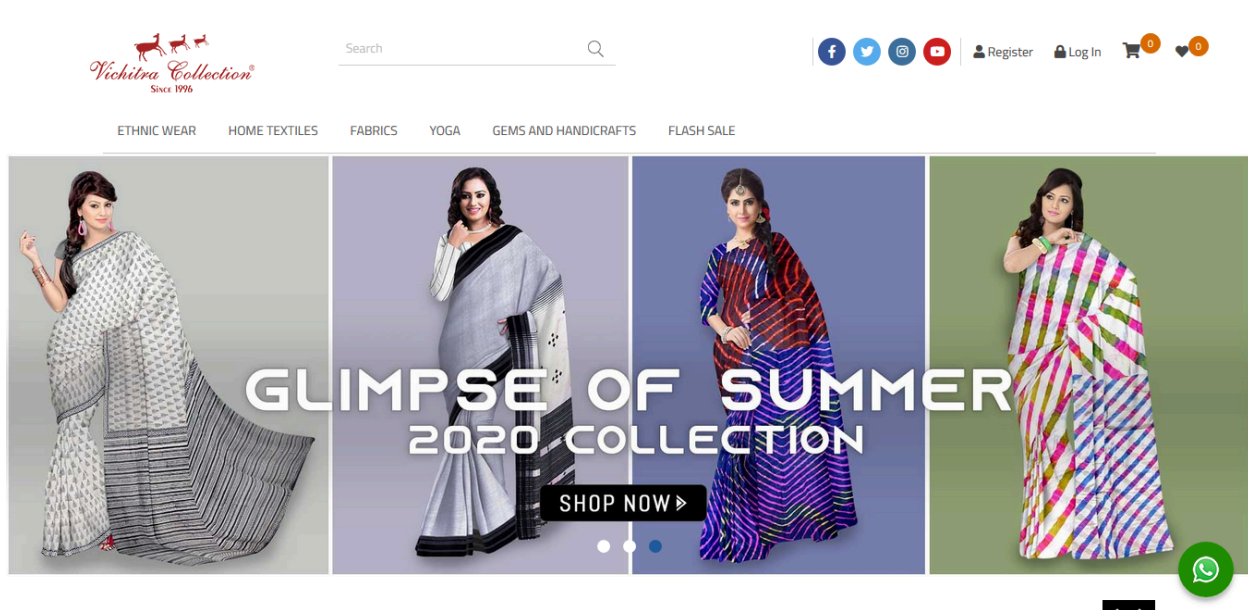 Vichitra Collection®
Since 1996
Search
Register
Log In
0
0
ETHNIC WEAR
HOME TEXTILES
FABRICS
YOGA
GEMS AND HANDICRAFTS
FLASH SALE
GLIMPSE OF SUMMER
2020 COLLECTION
SHOP NOW